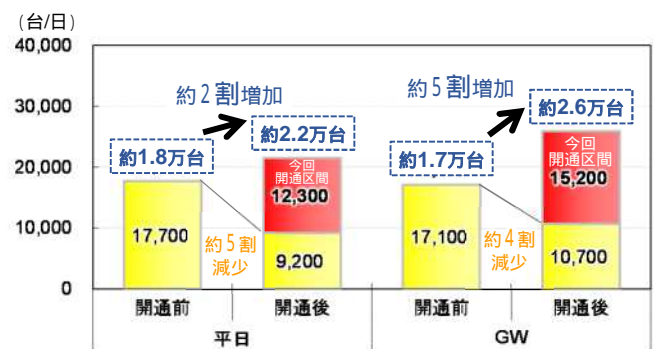 (台/日)
40,000
30,000
20,000
10,000
0
約2割増加
約1.8万台
約2.2万台
今回
開通区間
12,300
17,700
約5割
減少
9,200
約5割増加
約1.7万台
約2.6万台
今回
開通区間
15,200
17,100
約4割
減少
10,700
開通前
開通後
開通前
開通後
平日
GW